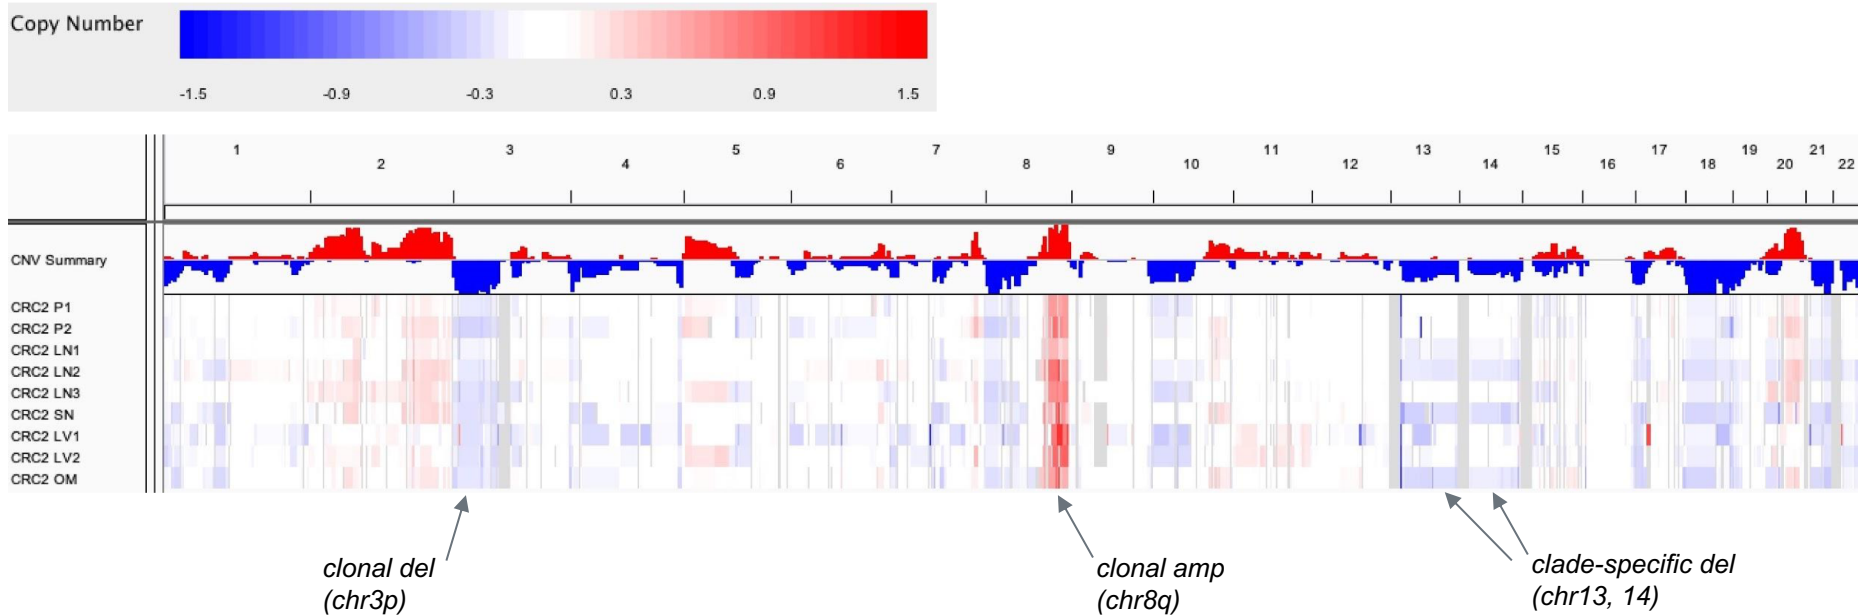 Copy Number
-1.5 -0.9 -0.3 0.3 0.9 1.5
1 2 3 4 5 6 7 8 9 10 11 12 13 14 15 16 17 18 19 20 21 22
CNV Summary
CRC2 P1
CRC2 P2
CRC2 LN1
CRC2 LN2
CRC2 LN3
CRC2 SN
CRC2 LV1
CRC2 LV2
CRC2 OM
clonal del
(chr3p)
clonal amp
(chr8q)
clade-specific del
(chr13, 14)